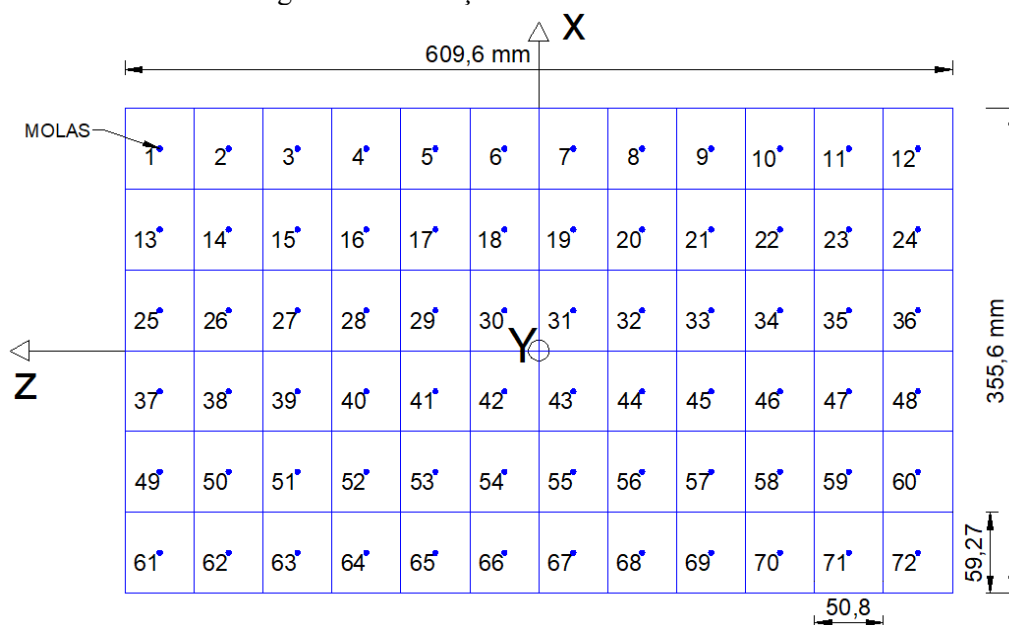 X
609,6 mm
MOLAS
1 2 3 4 5 6 7 8 9 10 11 12
13 14 15 16 17 18 19 20 21 22 23 24
25 26 27 28 29 30 31 32 33 34 35 36
Y
Z
355,6 mm
37 38 39 40 41 42 43 44 45 46 47 48
49 50 51 52 53 54 55 56 57 58 59 60
61 62 63 64 65 66 67 68 69 70 71 72
59,27
50,8